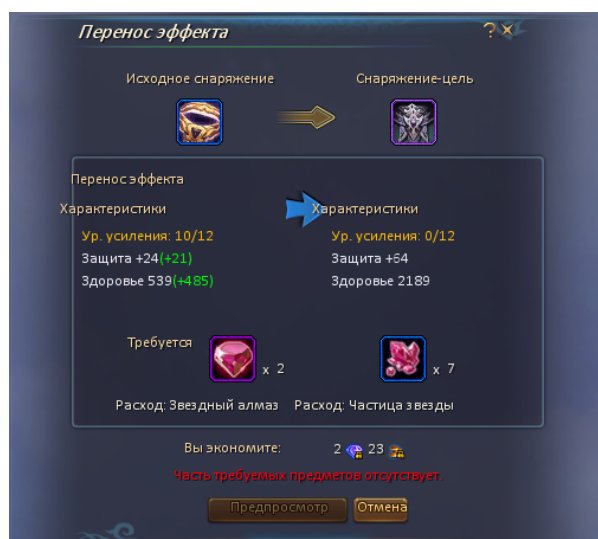 Перенос эффекта
Исходное снаряжение
Снаряжение-цель
Перенос эффекта
Характеристики
Характеристики
Ур. усиления: 10/12
Ур. усиления: 0/12
Защита +24(+21)
Защита +64
Здоровье 539(+485)
Здоровье 2189
Требуется
x 2
x 7
Расход: Звездный алмаз
Расход: Частица звезды
Вы экономите: 2 23
Часть требуемых предметов отсутствует.
Предпросмотр
Отмена